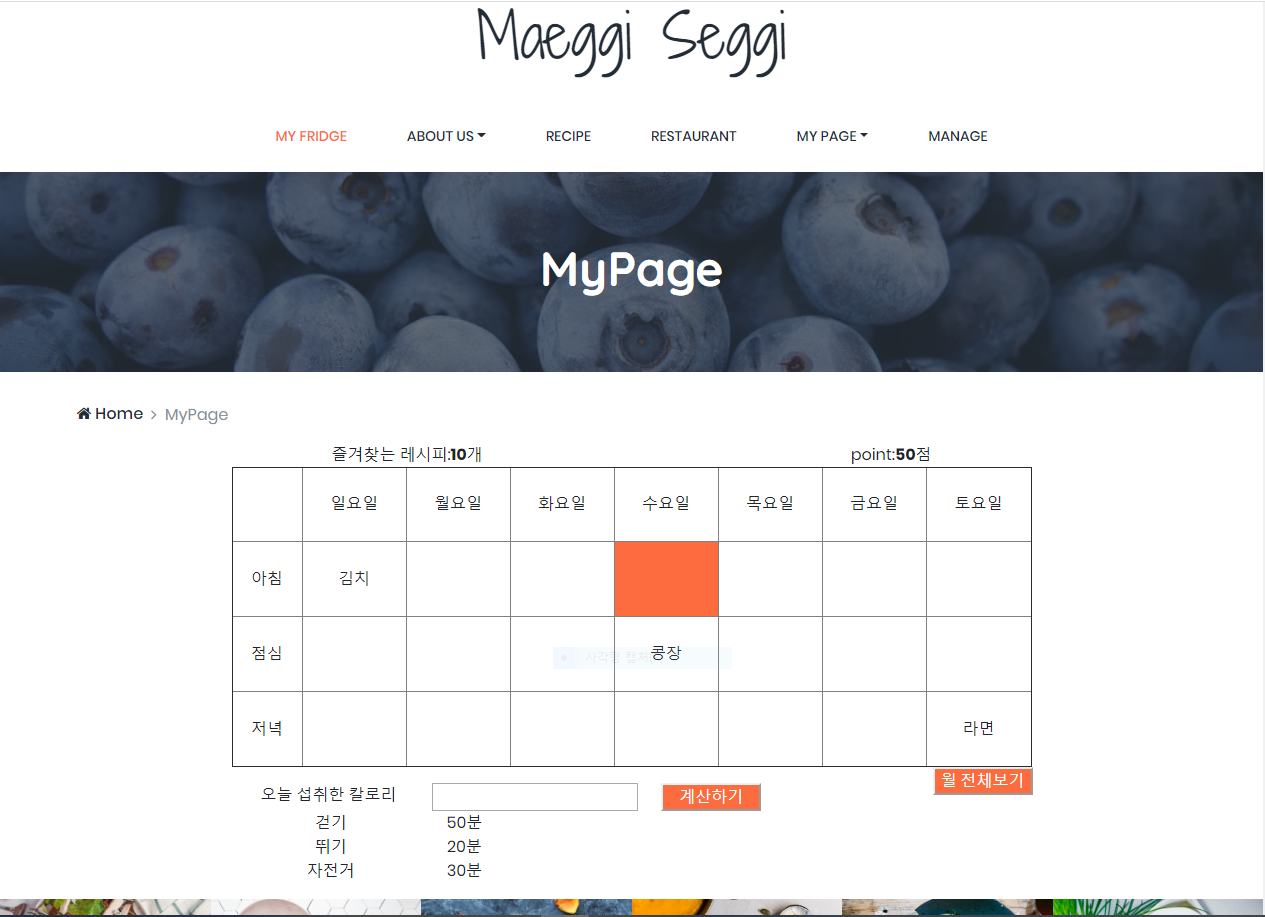 Maeggi Seggi
MY FRIDGE ABOUT US RECIPE RESTAURANT MY PAGE MANAGE
MyPage
Home > MyPage
즐겨찾는 레시피:10개 point:50점
일요일 월요일 화요일 수요일 목요일 금요일 토요일
아침 김치
점심 콩장
저녁 라면
월 전체보기
오늘 섭취한 칼로리 계산하기
걷기 50분
뛰기 20분
자전거 30분